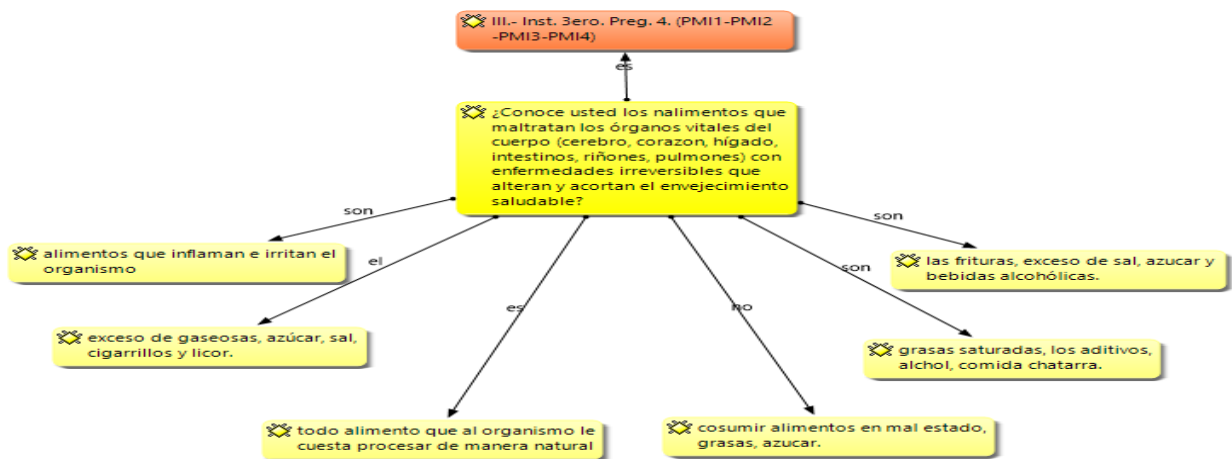 III.- Inst. 3ero. Preg. 4. (PMI1-PMI2
-PMI3-PMI4)
es
¿Conoce usted los nalimentos que
maltratan los órganos vitales del
cuerpo (cerebro, corazon, hígado,
intestinos, riñones, pulmones) con
enfermedades irreversibles que
alteran y acortan el envejecimiento
saludable?
son
son
alimentos que inflaman e irritan el
organismo
el
las frituras, exceso de sal, azucar y
bebidas alcohólicas.
son
es
no
exceso de gaseosas, azúcar, sal,
cigarrillos y licor.
grasas saturadas, los aditivos,
alchol, comida chatarra.
todo alimento que al organismo le
cuesta procesar de manera natural
cosumir alimentos en mal estado,
grasas, azucar.